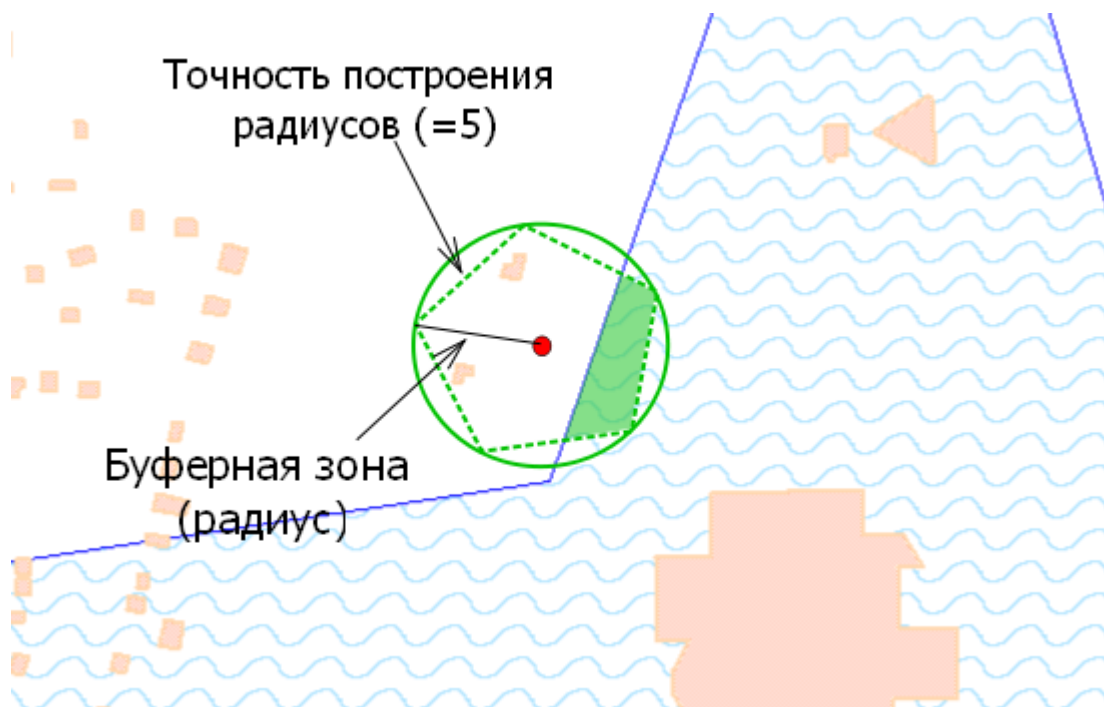 Точность построения
радиусов (=5)
Буферная зона
(радиус)